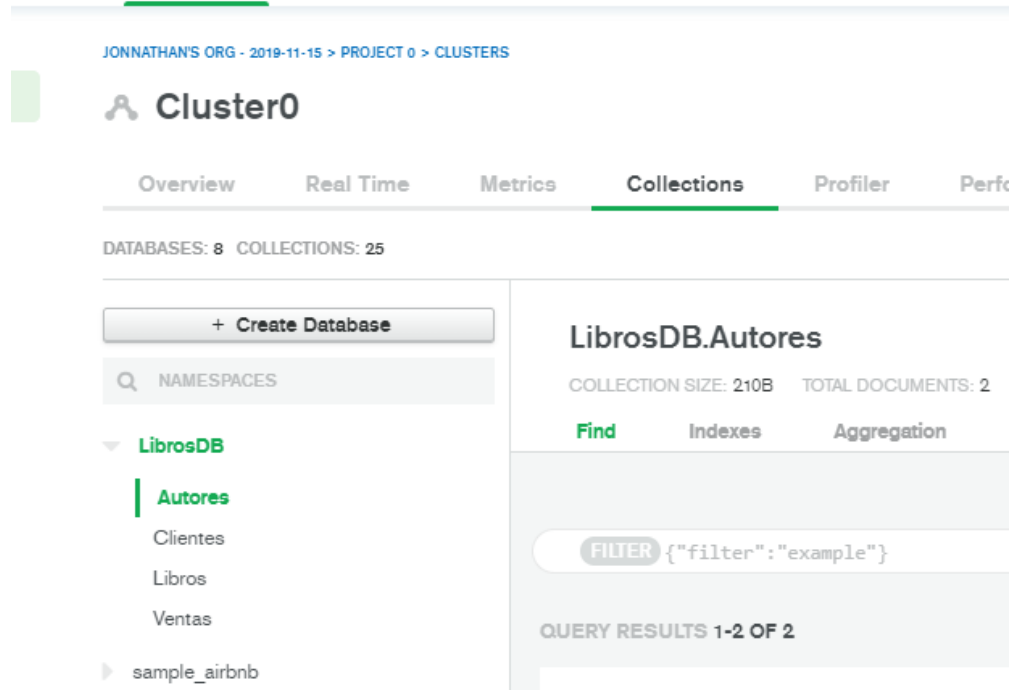 JONNATHAN'S ORG - 2019-11-15 > PROJECT 0 > CLUSTERS
Cluster0
Overview Real Time Metrics Collections Profiler Perfo
DATABASES: 8 COLLECTIONS: 25
+ Create Database
NAMESPACES
LibrosDB
Autores
Clientes
Libros
Ventas
sample_airbnb
LibrosDB.Autores
COLLECTION SIZE: 210B TOTAL DOCUMENTS: 2
Find Indexes Aggregation
FILTER {"filter":"example"}
QUERY RESULTS 1-2 OF 2